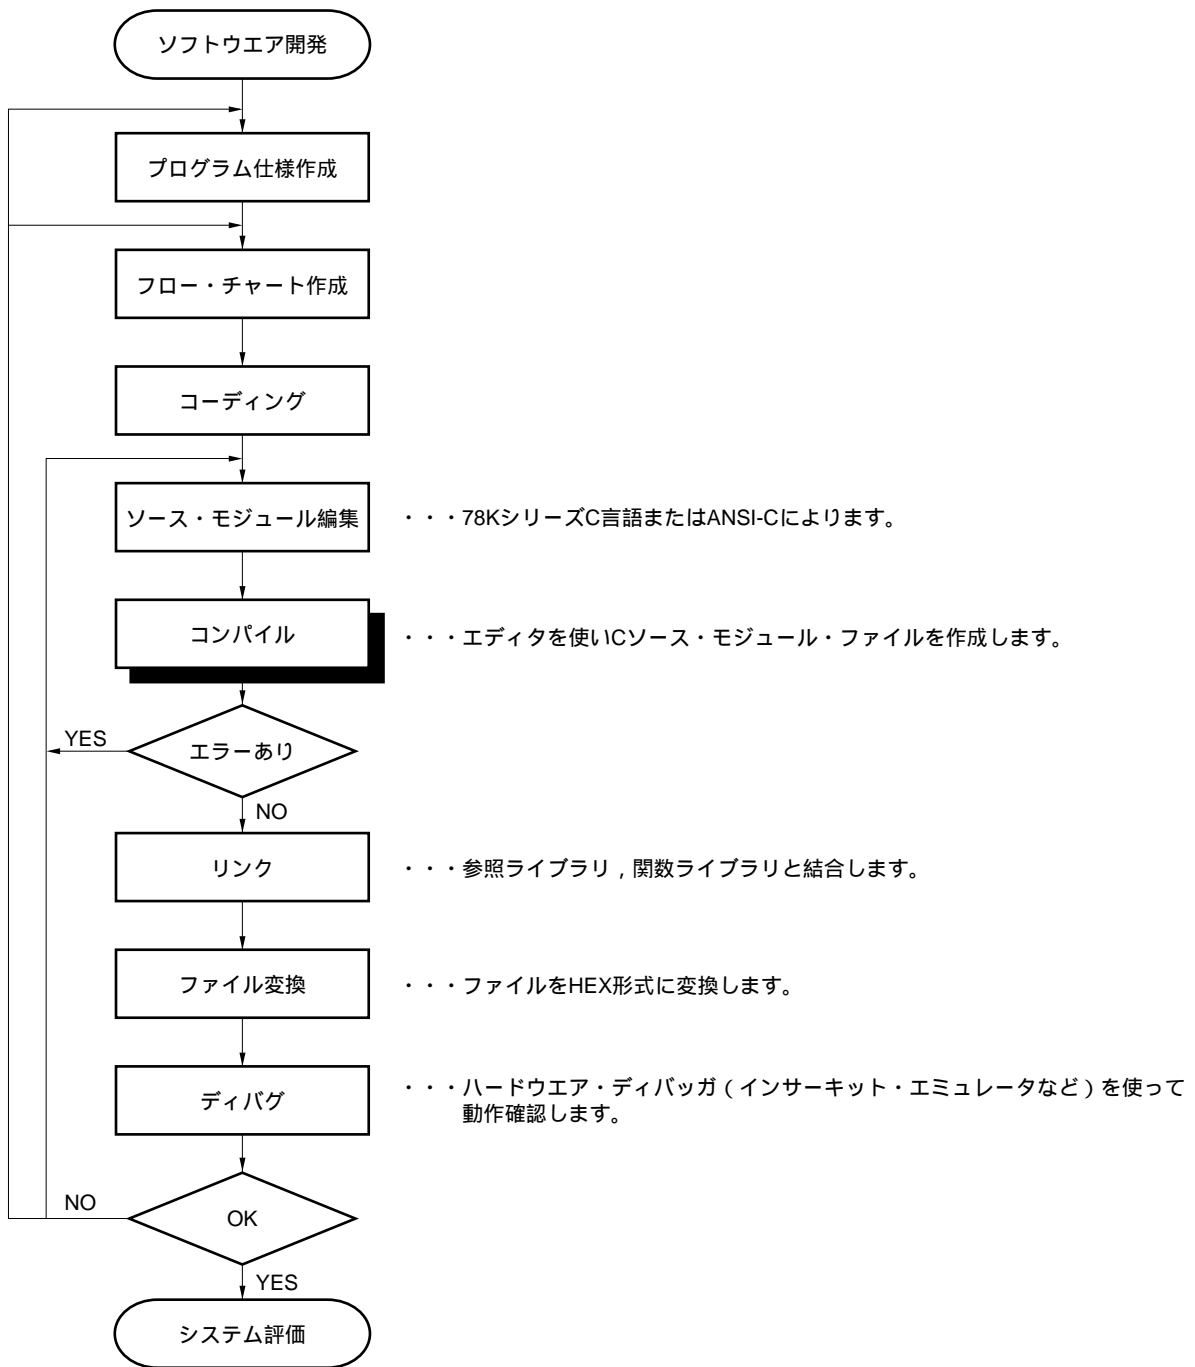 ソフトウエア開発
プログラム仕様作成
フロー・チャート作成
コーディング
ソース・モジュール編集
・・・78KシリーズC言語またはANSI-Cによります。
コンパイル
・・・エディタを使いCソース・モジュール・ファイルを作成します。
YES
エラーあり
NO
リンク
・・・参照ライブラリ，関数ライブラリと結合します。
ファイル変換
・・・ファイルをHEX形式に変換します。
ディバグ
・・・ハードウエア・ディバッガ（インサーキット・エミュレータなど）を使って
動作確認します。
NO
OK
YES
システム評価